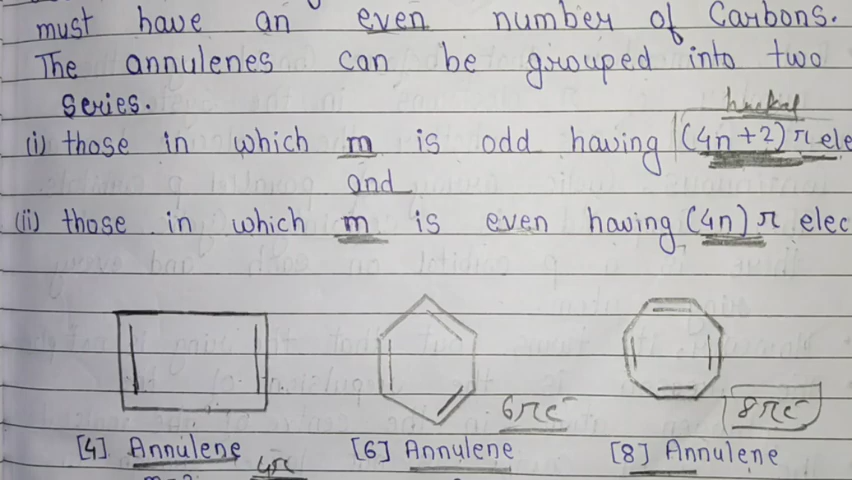 must have an even number of Carbons.
The annulenes can be grouped into two
series.
huckel
(i) those in which m is odd having (4n+2) π ele
and
(ii) those in which m is even having (4n) π elec
6πe⁻
8πe⁻
[4] Annulene [6] Annulene [8] Annulene
4π